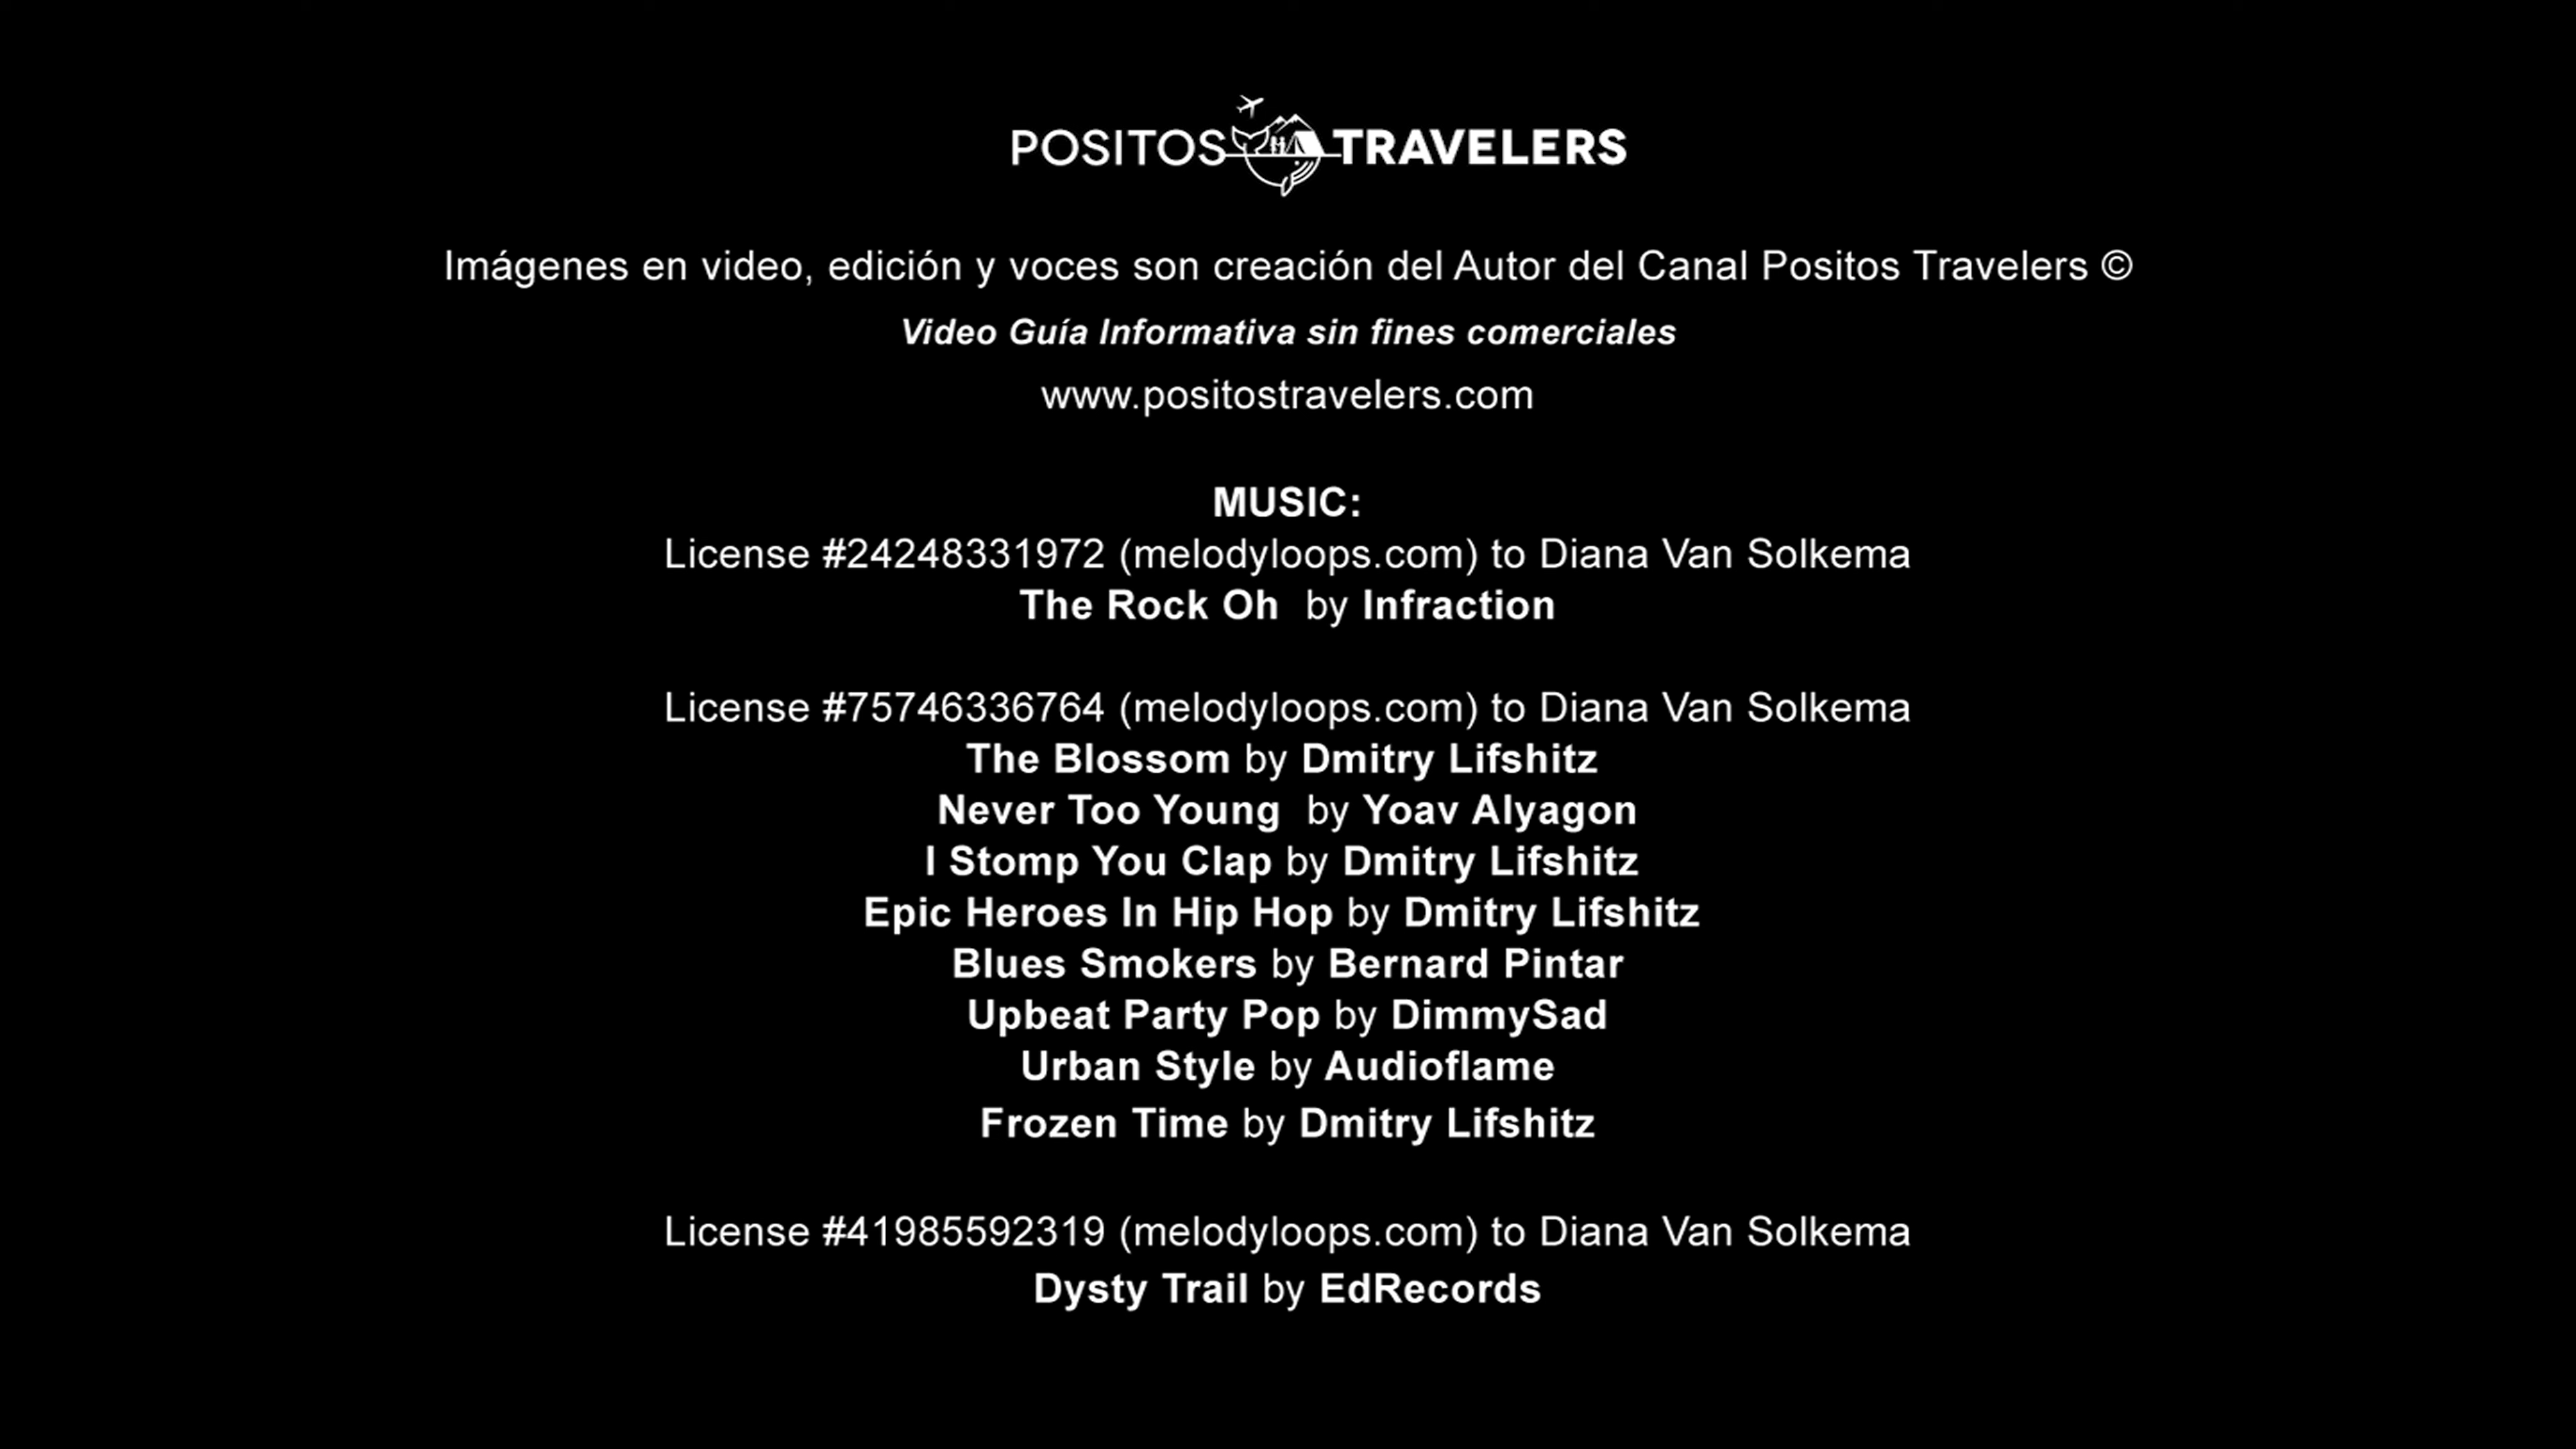 POSITOS TRAVELERS
Imágenes en video, edición y voces son creación del Autor del Canal Positos Travelers ©
Video Guía Informativa sin fines comerciales
www.positostravelers.com
MUSIC:
License #24248331972 (melodyloops.com) to Diana Van Solkema
The Rock Oh by Infraction
License #75746336764 (melodyloops.com) to Diana Van Solkema
The Blossom by Dmitry Lifshitz
Never Too Young by Yoav Alyagon
I Stomp You Clap by Dmitry Lifshitz
Epic Heroes In Hip Hop by Dmitry Lifshitz
Blues Smokers by Bernard Pintar
Upbeat Party Pop by DimmySad
Urban Style by Audioflame
Frozen Time by Dmitry Lifshitz
License #41985592319 (melodyloops.com) to Diana Van Solkema
Dysty Trail by EdRecords